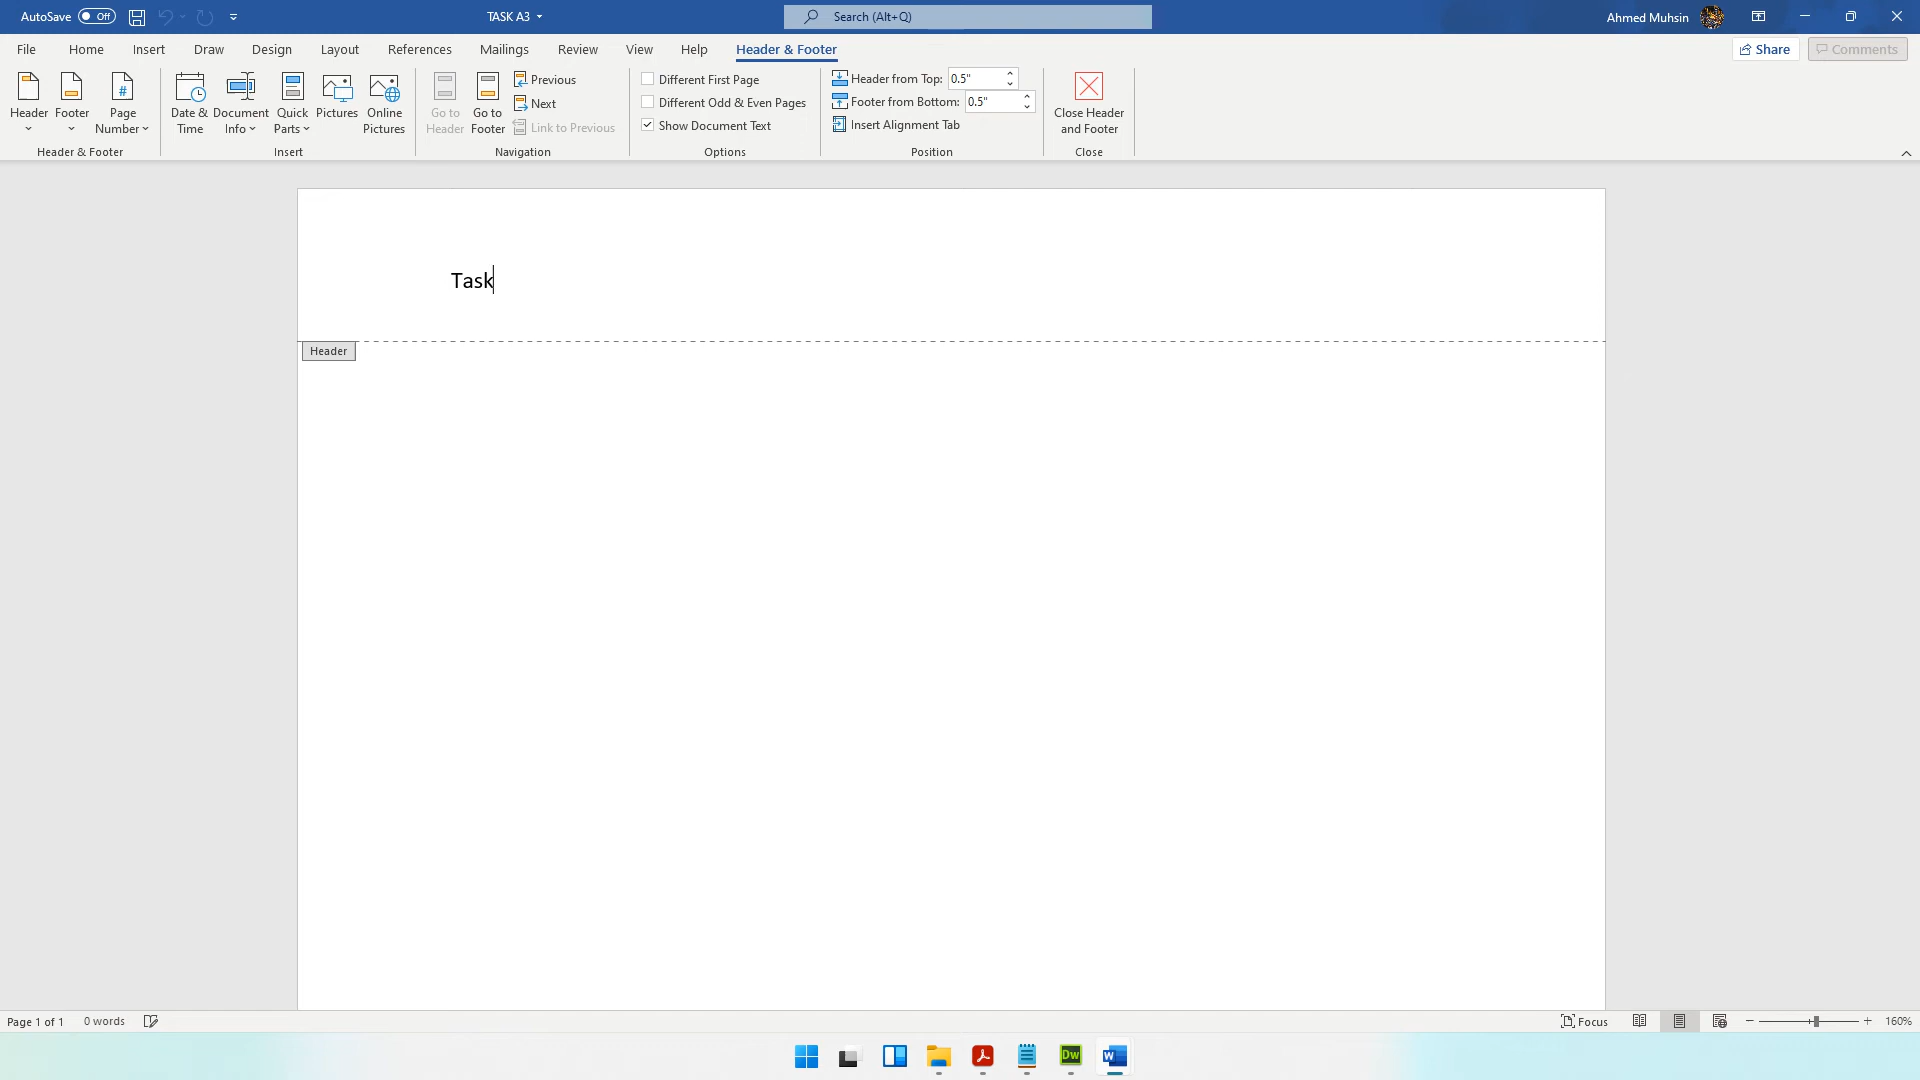 AutoSave Off TASK A3 Search (Alt+Q) Ahmed Muhsin
File Home Insert Draw Design Layout References Mailings Review View Help Header & Footer Share Comments
Header Footer Page Number Date & Time Document Info Quick Parts Pictures Online Pictures Go to Header Go to Footer
Previous
Next
Link to Previous
Different First Page
Different Odd & Even Pages
Show Document Text
Header from Top: 0.5"
Footer from Bottom: 0.5"
Insert Alignment Tab
Close Header and Footer
Header & Footer Insert Navigation Options Position Close
Task
Header
Page 1 of 1 0 words Focus 160%
Dw W